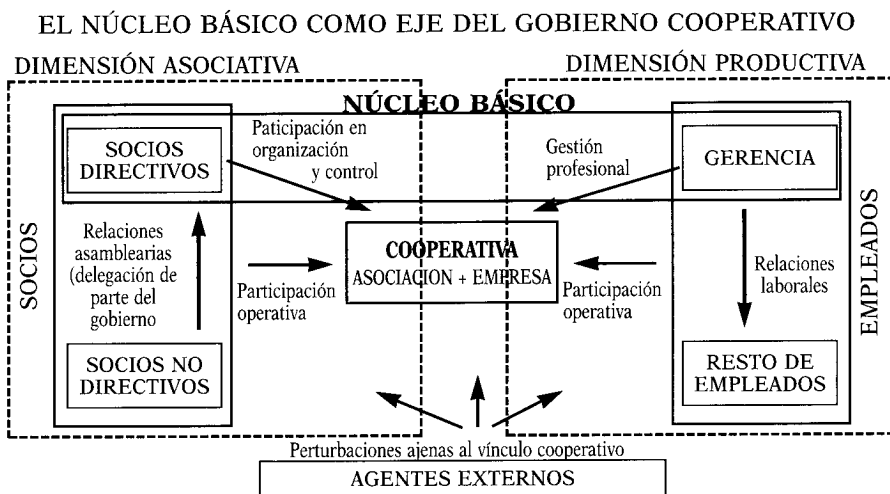 EL NÚCLEO BÁSICO COMO EJE DEL GOBIERNO COOPERATIVO
DIMENSIÓN ASOCIATIVA
DIMENSIÓN PRODUCTIVA
NÚCLEO BÁSICO
SOCIOS
DIRECTIVOS
Paticipación en
organización
y control
Gestión
profesional
GERENCIA
SOCIOS
Relaciones
asamblearias
(delegación de
parte del
gobierno
Participación
operativa
COOPERATIVA
ASOCIACION + EMPRESA
Participación
operativa
Relaciones
laborales
EMPLEADOS
SOCIOS NO
DIRECTIVOS
RESTO DE
EMPLEADOS
Perturbaciones ajenas al vínculo cooperativo
AGENTES EXTERNOS